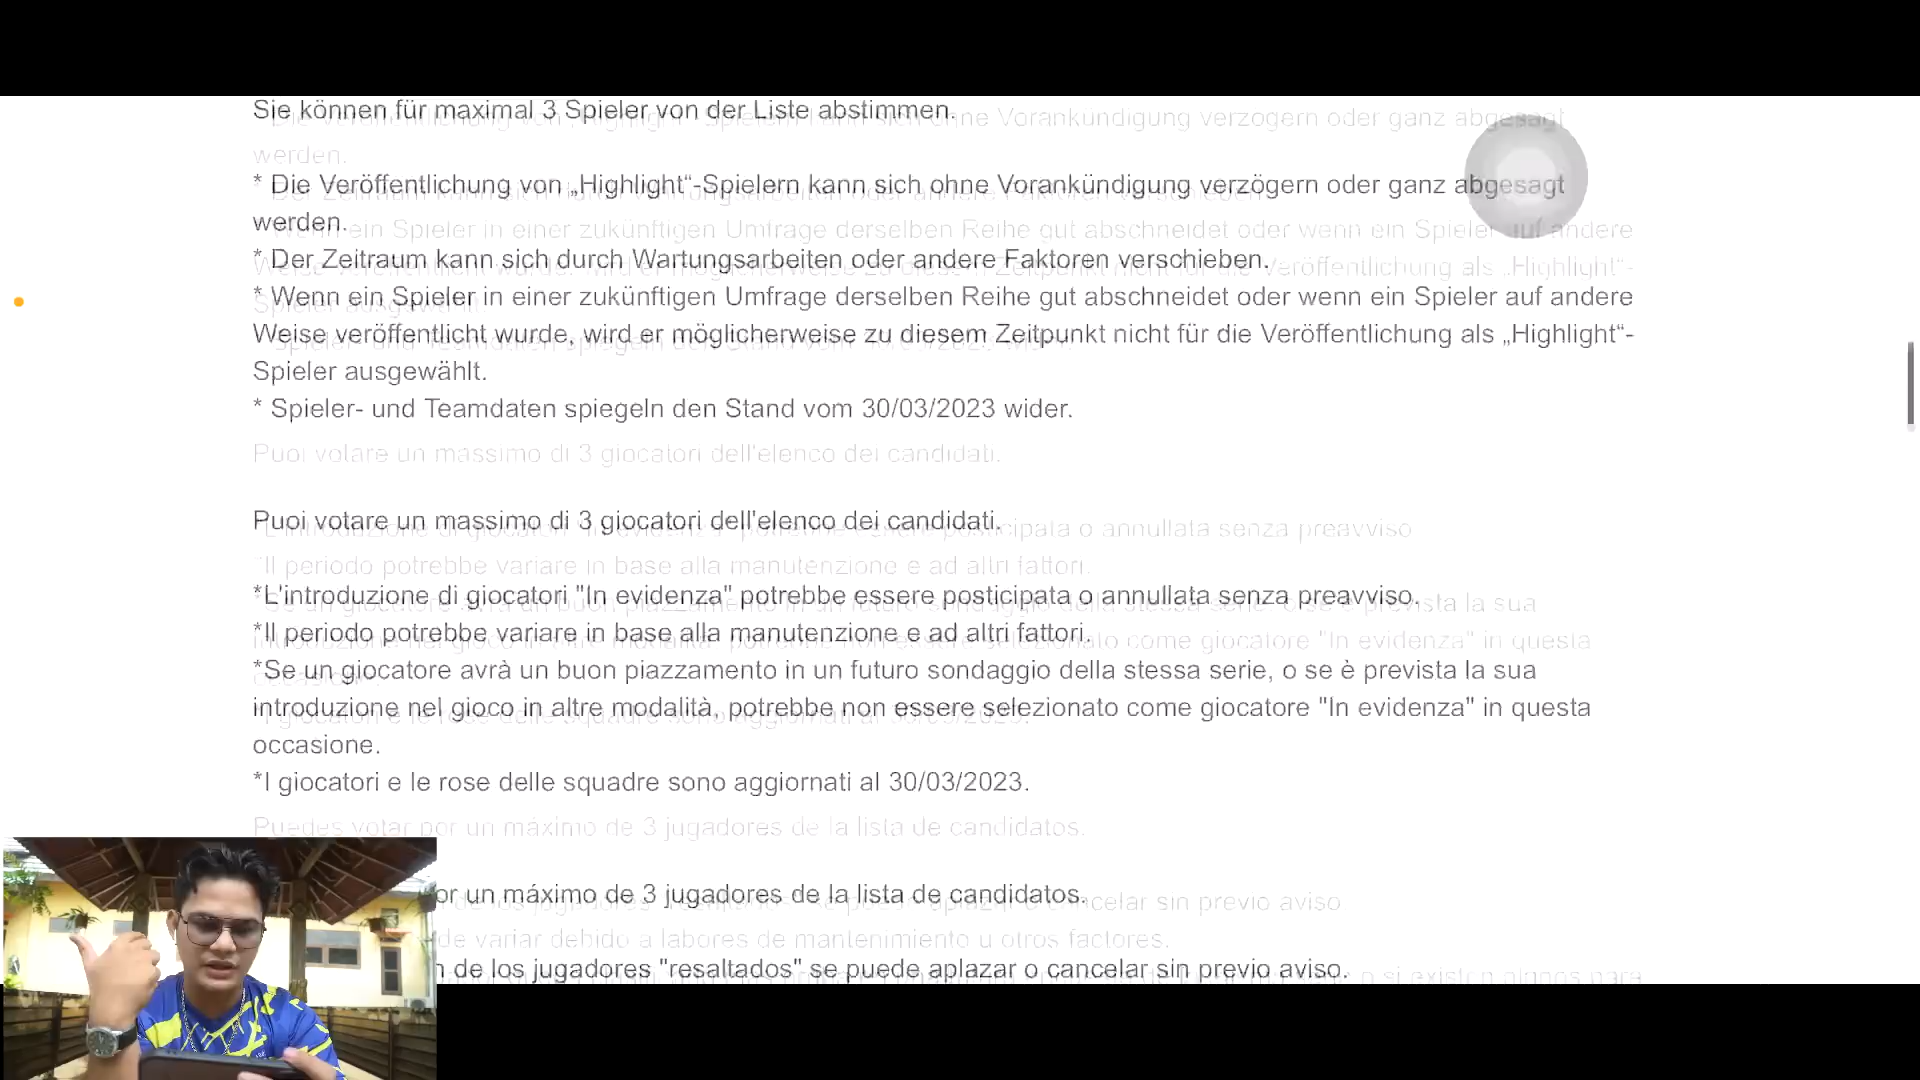 Sie können für maximal 3 Spieler von der Liste abstimmen.
* Die Veröffentlichung von „Highlight“-Spielern kann sich ohne Vorankündigung verzögern oder ganz abgesagt
werden.
* Der Zeitraum kann sich durch Wartungsarbeiten oder andere Faktoren verschieben.
* Wenn ein Spieler in einer zukünftigen Umfrage derselben Reihe gut abschneidet oder wenn ein Spieler auf andere
Weise veröffentlicht wurde, wird er möglicherweise zu diesem Zeitpunkt nicht für die Veröffentlichung als „Highlight“-
Spieler ausgewählt.
* Spieler- und Teamdaten spiegeln den Stand vom 30/03/2023 wider.
Puoi votare un massimo di 3 giocatori dell'elenco dei candidati.
*L'introduzione di giocatori "In evidenza" potrebbe essere posticipata o annullata senza preavviso.
*Il periodo potrebbe variare in base alla manutenzione e ad altri fattori.
*Se un giocatore avrà un buon piazzamento in un futuro sondaggio della stessa serie, o se è prevista la sua
introduzione nel gioco in altre modalità, potrebbe non essere selezionato come giocatore "In evidenza" in questa
occasione.
*I giocatori e le rose delle squadre sono aggiornati al 30/03/2023.
or un máximo de 3 jugadores de la lista de candidatos.
de los jugadores "resaltados" se puede aplazar o cancelar sin previo aviso.